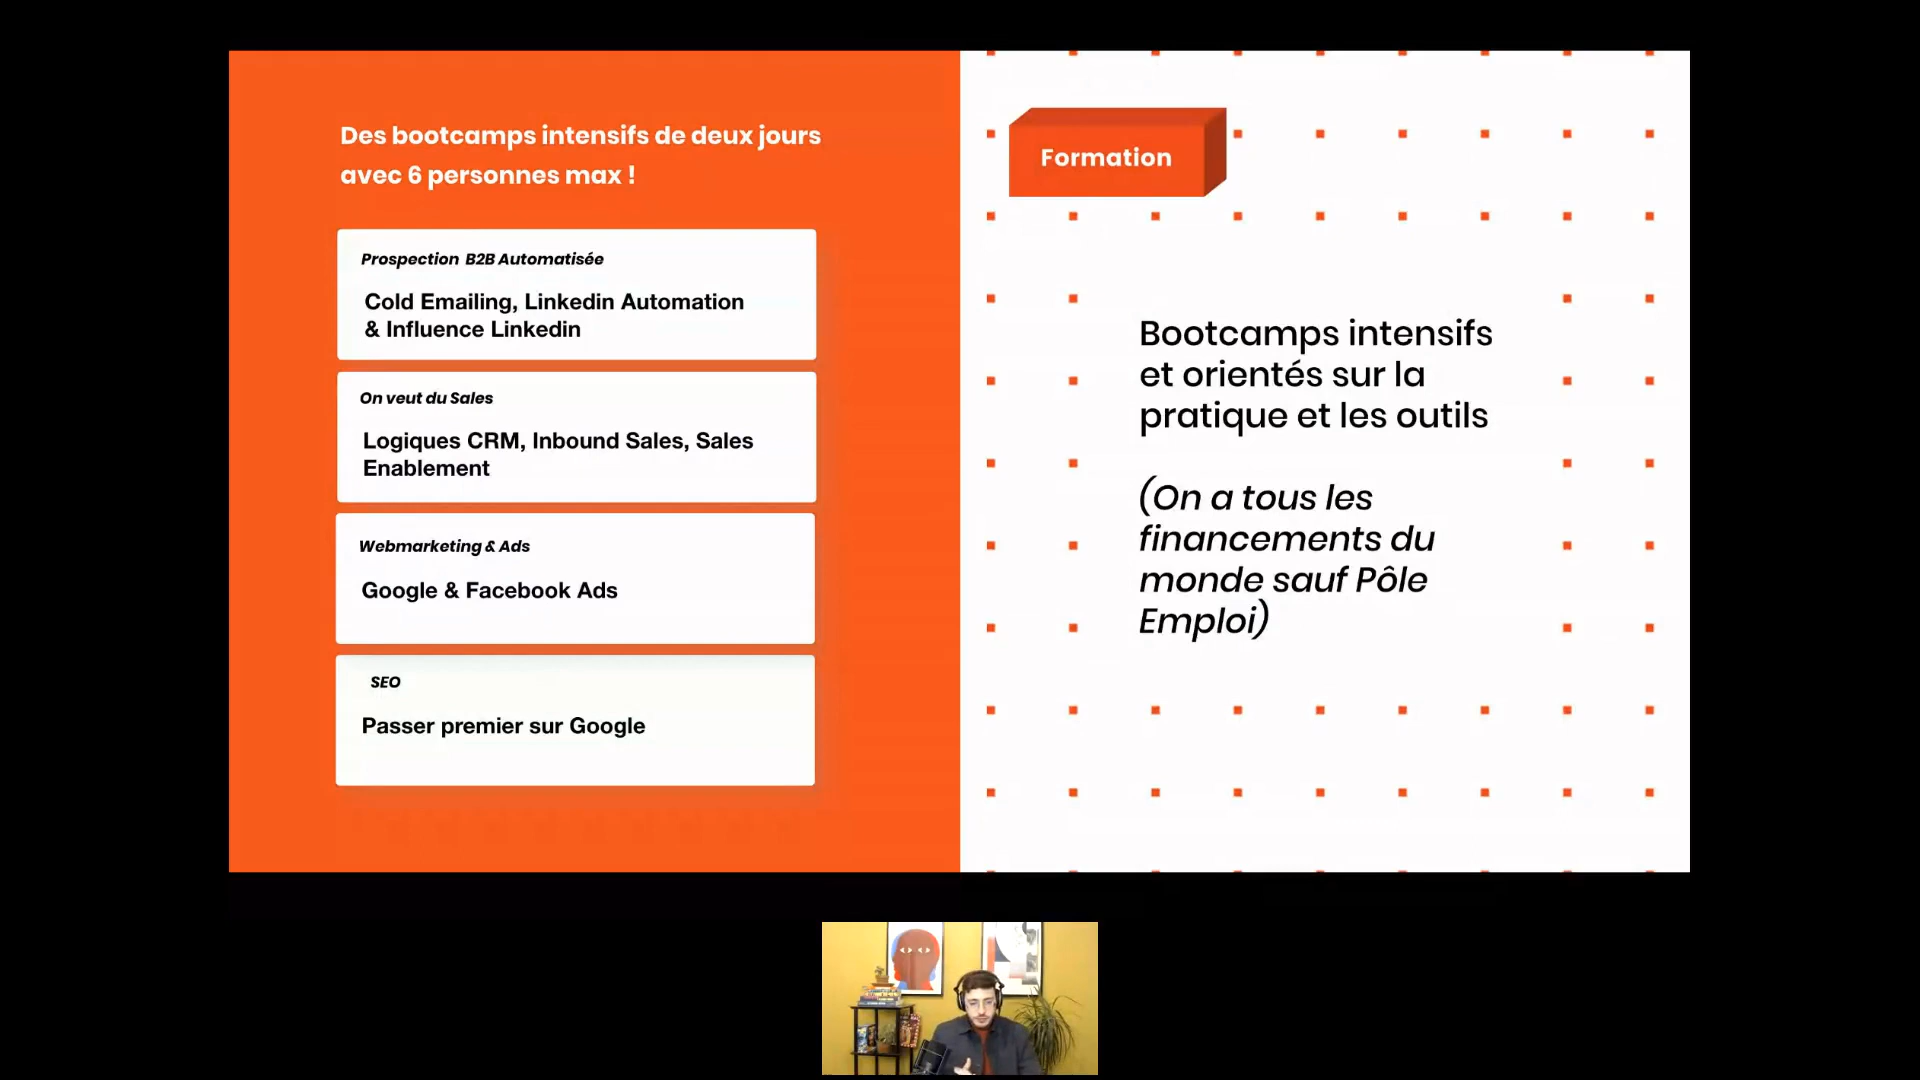 Des bootcamps intensifs de deux jours
avec 6 personnes max !
Prospection B2B Automatisée
Cold Emailing, Linkedin Automation
& Influence Linkedin
On veut du Sales
Logiques CRM, Inbound Sales, Sales
Enablement
Webmarketing & Ads
Google & Facebook Ads
SEO
Passer premier sur Google
Formation
Bootcamps intensifs
et orientés sur la
pratique et les outils
(On a tous les
financements du
monde sauf Pôle
Emploi)